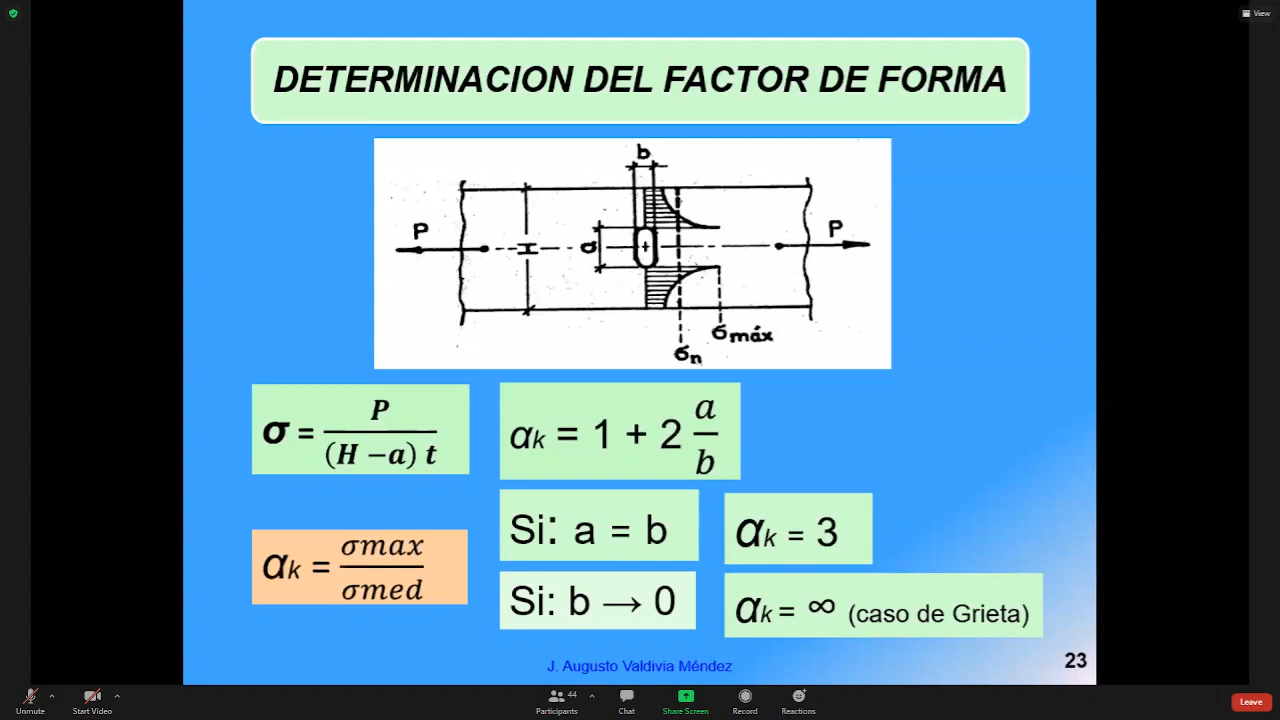 View
DETERMINACION DEL FACTOR DE FORMA
b
P
H
a
P
σmáx
σn
σ = P / (H − a) t
αk = 1 + 2 a / b
Si: a = b
αk = 3
αk = σmax / σmed
Si: b → 0
αk = ∞ (caso de Grieta)
J. Augusto Valdivia Méndez
23
Unmute
Start Video
Participants
44
Chat
Share Screen
Record
Reactions
Leave